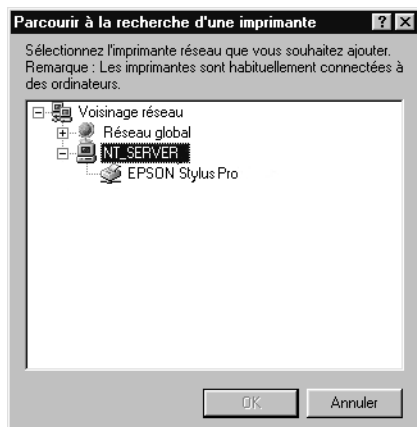 Parcourir à la recherche d'une imprimante
Sélectionnez l'imprimante réseau que vous souhaitez ajouter.
Remarque : Les imprimantes sont habituellement connectées à
des ordinateurs.
Voisinage réseau
Réseau global
NT_SERVER
EPSON Stylus Pro
OK
Annuler